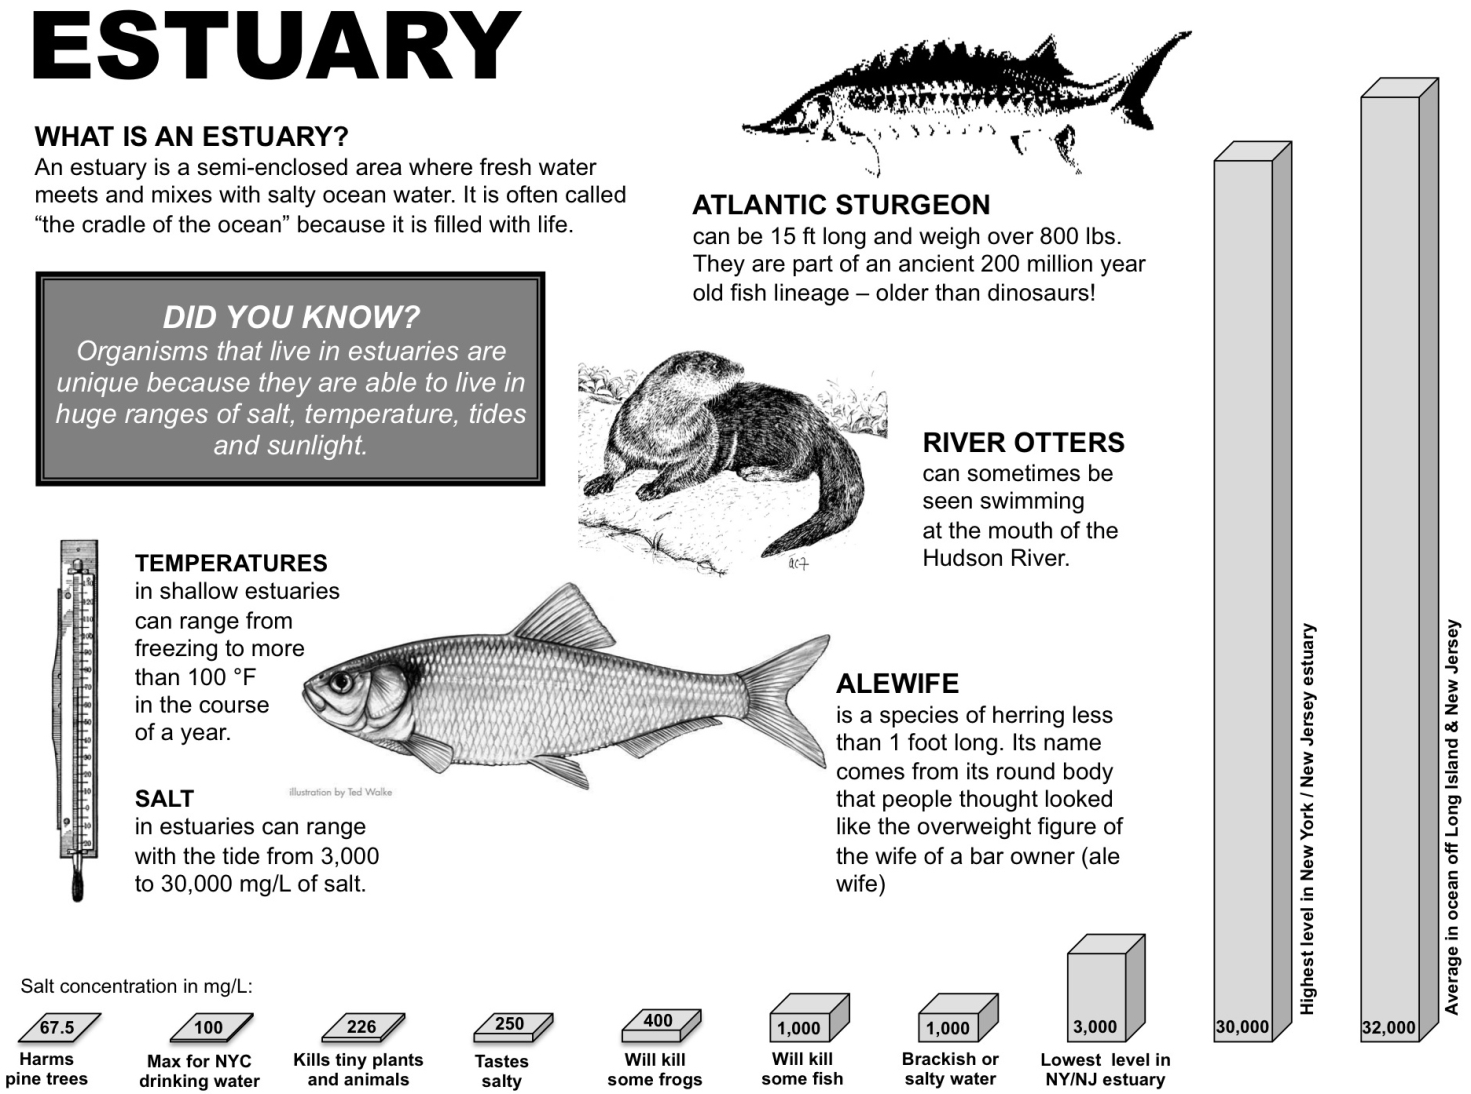 ESTUARY
WHAT IS AN ESTUARY?
An estuary is a semi-enclosed area where fresh water
meets and mixes with salty ocean water. It is often called
“the cradle of the ocean” because it is filled with life.
DID YOU KNOW?
Organisms that live in estuaries are
unique because they are able to live in
huge ranges of salt, temperature, tides
and sunlight.
ATLANTIC STURGEON
can be 15 ft long and weigh over 800 lbs.
They are part of an ancient 200 million year
old fish lineage – older than dinosaurs!
RIVER OTTERS
can sometimes be
seen swimming
at the mouth of the
Hudson River.
TEMPERATURES
in shallow estuaries
can range from
freezing to more
than 100 °F
in the course
of a year.
SALT
in estuaries can range
with the tide from 3,000
to 30,000 mg/L of salt.
illustration by Ted Walke
ALEWIFE
is a species of herring less
than 1 foot long. Its name
comes from its round body
that people thought looked
like the overweight figure of
the wife of a bar owner (ale
wife)
Salt concentration in mg/L:
67.5
Harms
pine trees
100
Max for NYC
drinking water
226
Kills tiny plants
and animals
250
Tastes
salty
400
Will kill
some frogs
1,000
Will kill
some fish
1,000
Brackish or
salty water
3,000
Lowest level in
NY/NJ estuary
30,000
Highest level in New York / New Jersey estuary
32,000
Average in ocean off Long Island & New Jersey